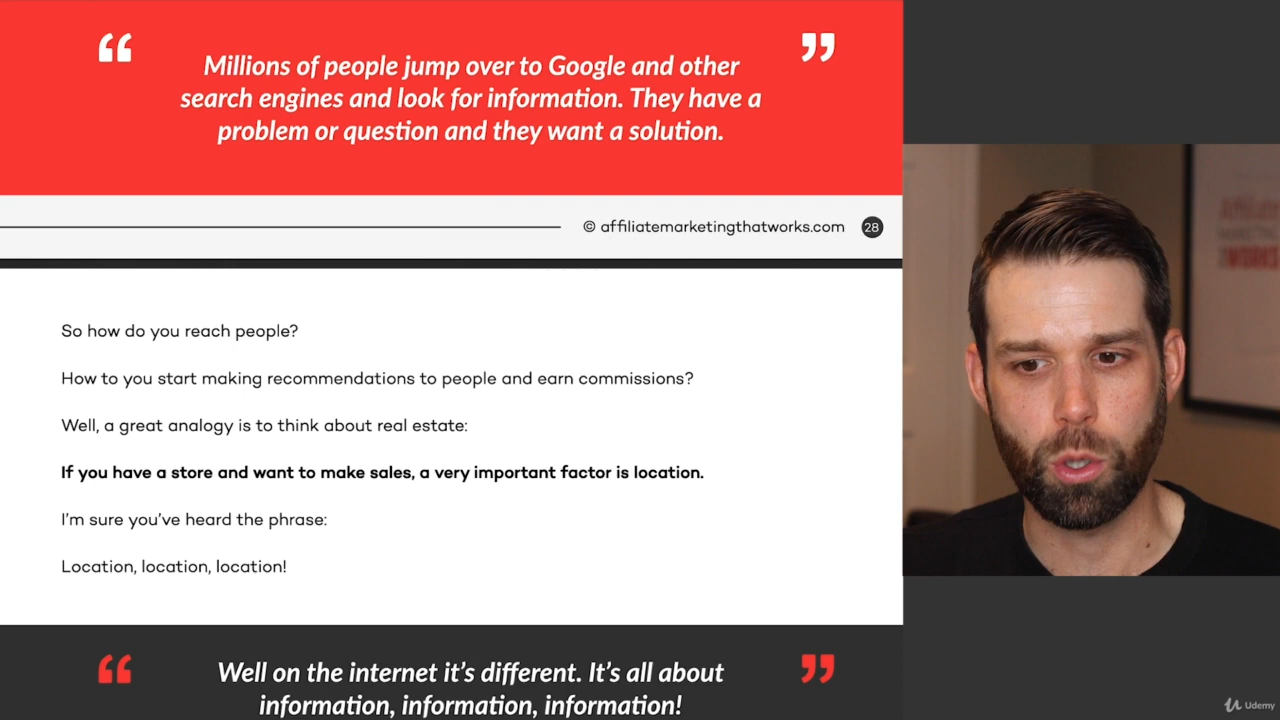 “ Millions of people jump over to Google and other ”
search engines and look for information. They have a
problem or question and they want a solution.
© affiliatemarketingthatworks.com 28
So how do you reach people?
How to you start making recommendations to people and earn commissions?
Well, a great analogy is to think about real estate:
If you have a store and want to make sales, a very important factor is location.
I’m sure you’ve heard the phrase:
Location, location, location!
“ Well on the internet it’s different. It’s all about ”
information, information, information!
WORKS
Udemy